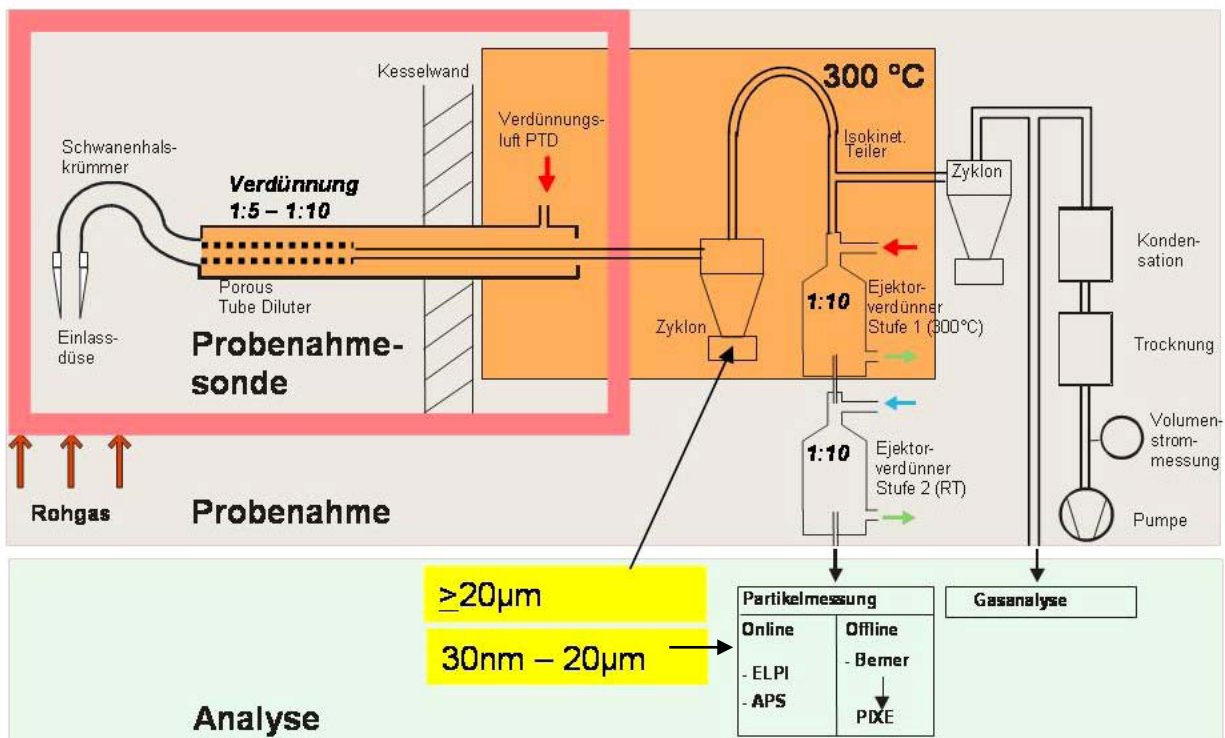 Kesselwand
300 °C
Verdünnungs-
luft PTD
Isokinet.
Teiler
Schwanenhals-
krümmer
Verdünnung
1:5 – 1:10
Zyklon
Konden-
sation
Porous
Tube Diluter
Einlass-
düse
Zyklon
1:10
Ejektor-
verdünner
Stufe 1 (300°C)
Trocknung
Probenahme-
sonde
Volumen-
strom-
messung
1:10
Ejektor-
verdünner
Stufe 2 (RT)
Rohgas
Probenahme
Pumpe
≥20µm
30nm – 20µm
Partikelmessung
Online
- ELPI
- APS
Offline
- Berner
PIXE
Gasanalyse
Analyse